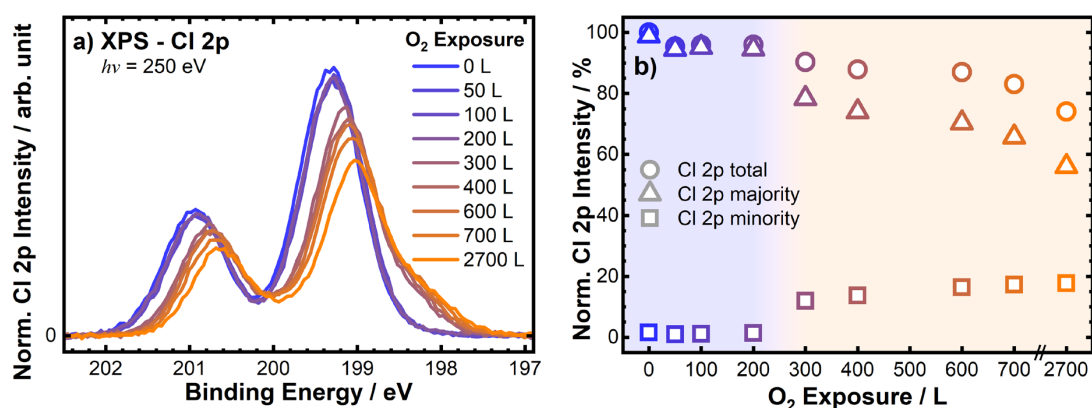 a) XPS - Cl 2p
hν = 250 eV
O₂ Exposure
0 L
50 L
100 L
200 L
300 L
400 L
600 L
700 L
2700 L
Norm. Cl 2p Intensity / arb. unit
0
202 201 200 199 198 197
Binding Energy / eV
b)
Norm. Cl 2p Intensity / %
100
80
60
40
20
0
Cl 2p total
Cl 2p majority
Cl 2p minority
0 100 200 300 400 500 600 700 2700
O₂ Exposure / L